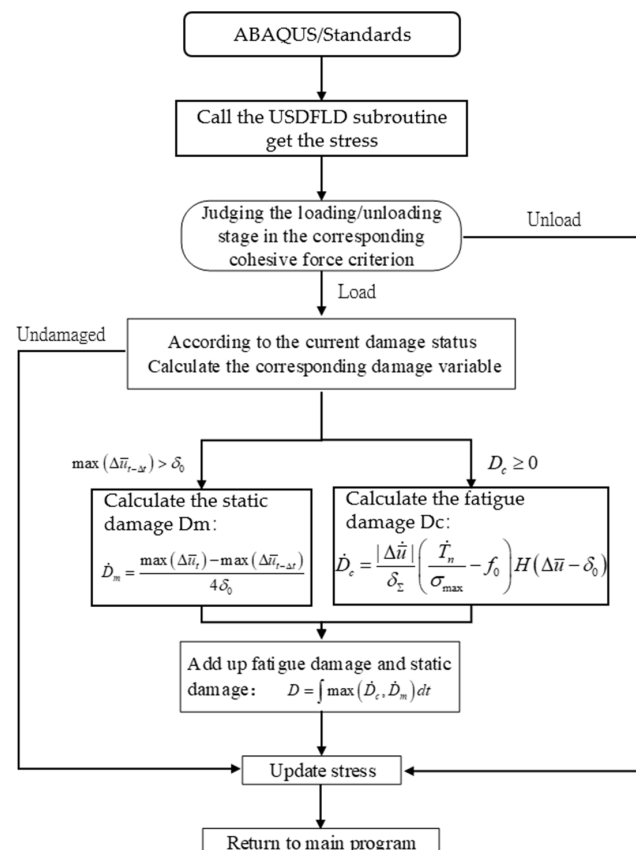 ABAQUS/Standards
Call the USDFLD subroutine
get the stress
Judging the loading/unloading
stage in the corresponding
cohesive force criterion
Unload
Load
Undamaged
According to the current damage status
Calculate the corresponding damage variable
max(Δū_{t−Δt}) > δ₀
D_c ≥ 0
Calculate the static
damage Dm:
Ḋ_m = (max(Δū_t) − max(Δū_{t−Δt})) / 4δ₀
Calculate the fatigue
damage Dc:
Ḋ_c = (|Δu̇̄| / δ_Σ) (Ṫ_n / σ_max − f₀) H(Δū − δ₀)
Add up fatigue damage and static
damage: D = ∫ max(Ḋ_c, Ḋ_m) dt
Update stress
Return to main program